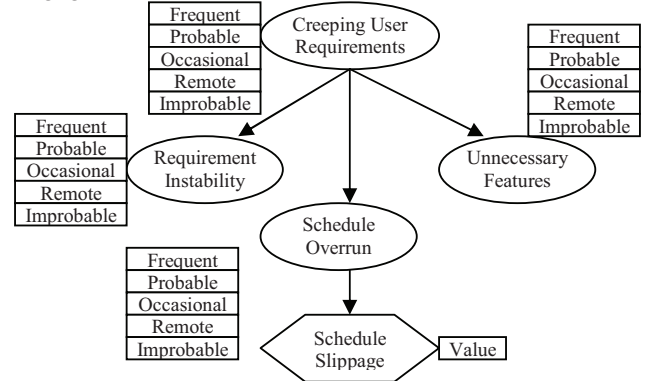 Frequent
Probable
Occasional
Remote
Improbable
Creeping User
Requirements
Frequent
Probable
Occasional
Remote
Improbable
Frequent
Probable
Occasional
Remote
Improbable
Requirement
Instability
Unnecessary
Features
Schedule
Overrun
Frequent
Probable
Occasional
Remote
Improbable
Schedule
Slippage
Value